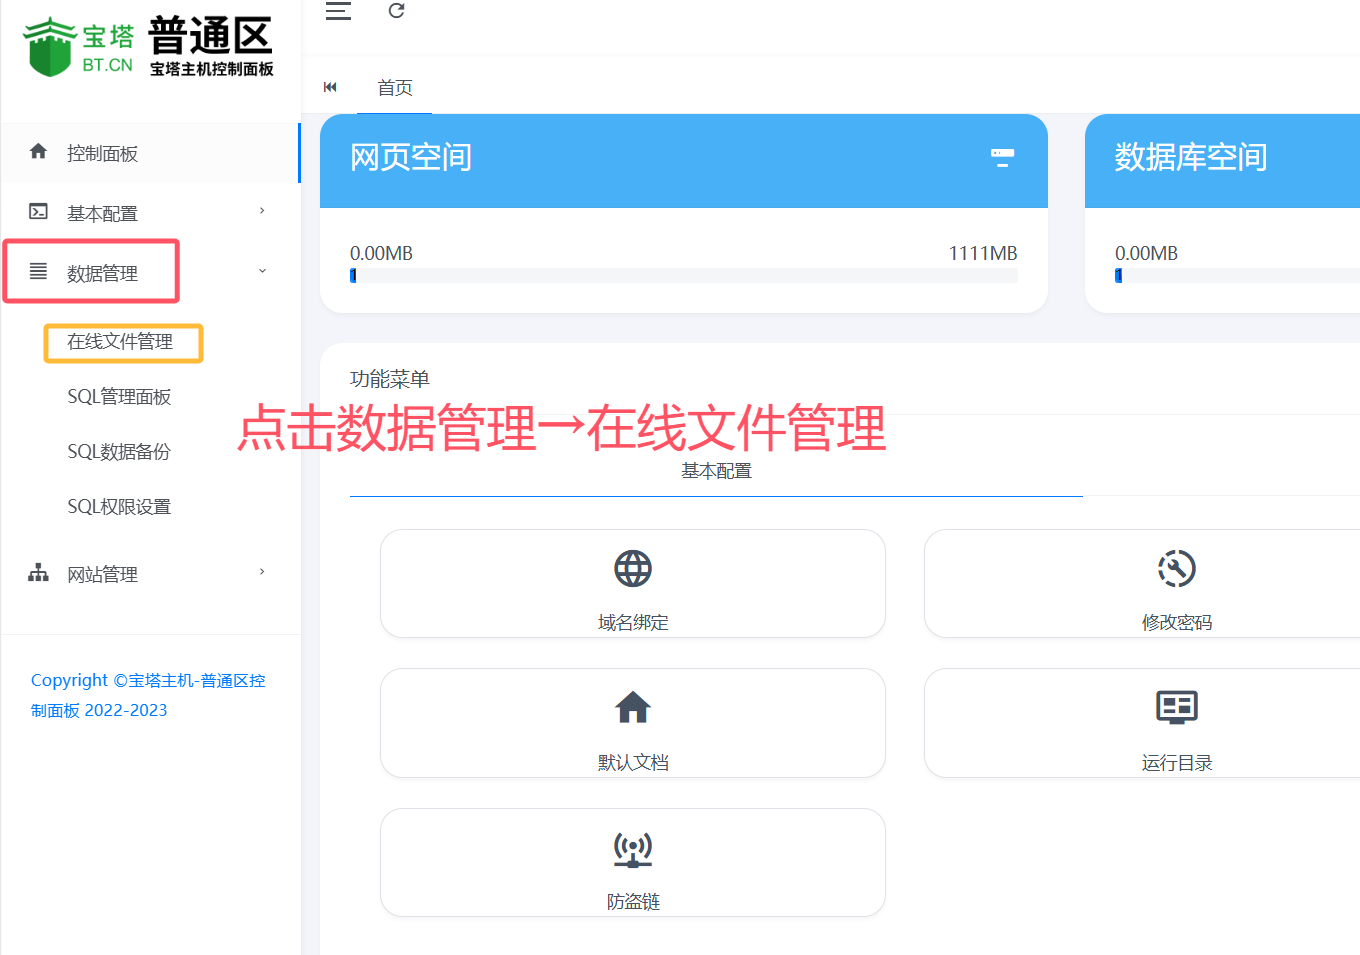 宝塔
BT.CN
普通区
宝塔主机控制面板
首页
控制面板
基本配置
数据管理
在线文件管理
SQL管理面板
SQL数据备份
SQL权限设置
网站管理
Copyright ©宝塔主机-普通区控
制面板 2022-2023
网页空间
0.00MB
1111MB
1
数据库空间
0.00MB
1
功能菜单
点击数据管理→在线文件管理
基本配置
域名绑定
修改密码
默认文档
运行目录
防盗链